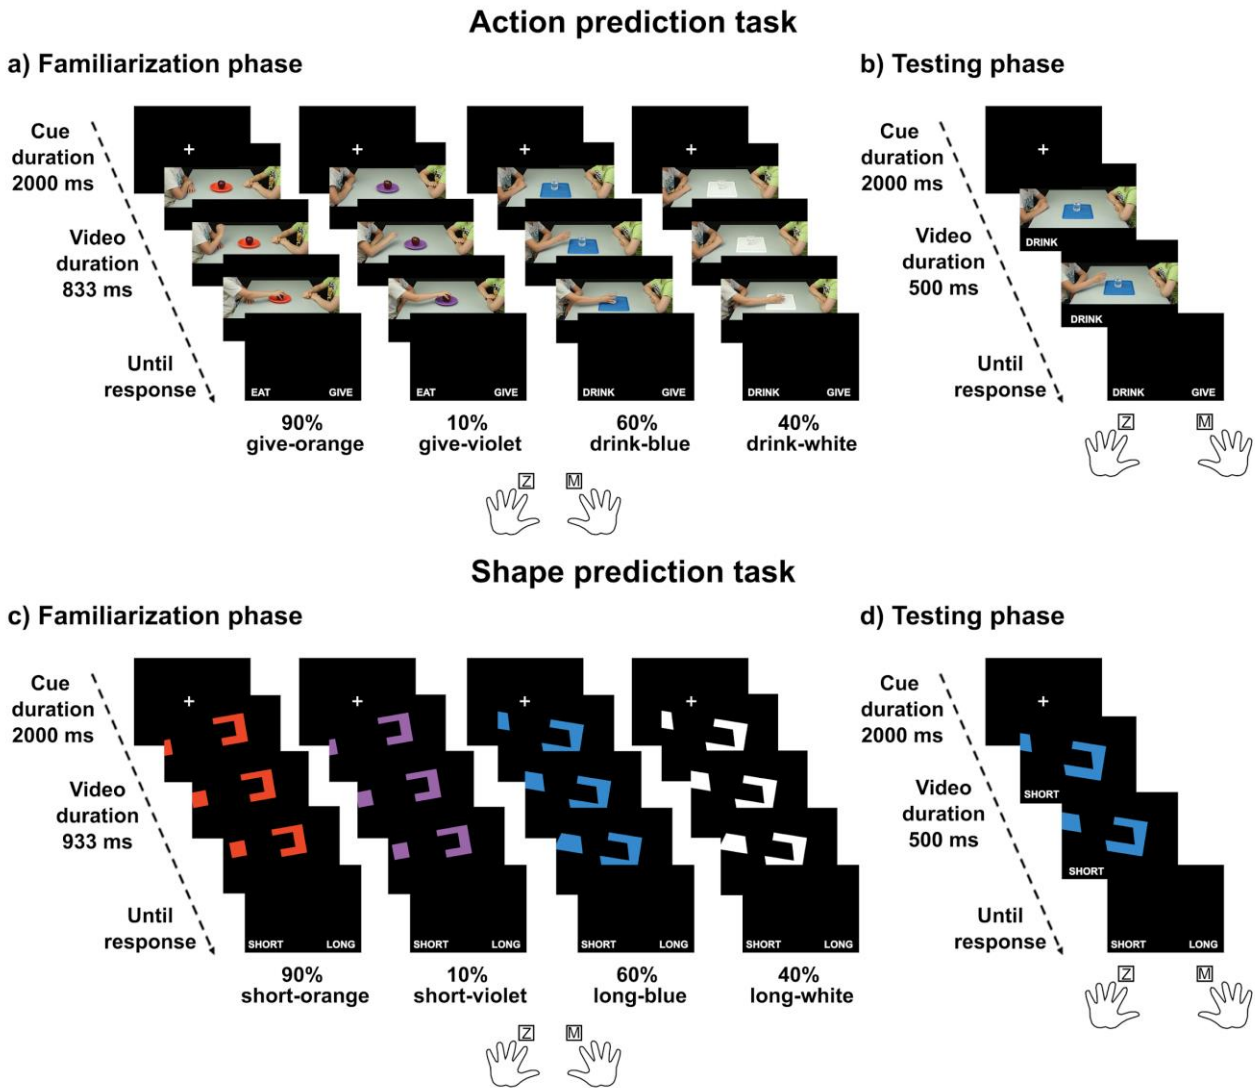 Action prediction task
a) Familiarization phase
b) Testing phase
Cue
duration
2000 ms
Video
duration
833 ms
Until
response
EAT GIVE
EAT GIVE
DRINK GIVE
DRINK GIVE
90%
give-orange
10%
give-violet
60%
drink-blue
40%
drink-white
Z M
Cue
duration
2000 ms
Video
duration
500 ms
Until
response
DRINK
DRINK
DRINK GIVE
Z M
Shape prediction task
c) Familiarization phase
d) Testing phase
Cue
duration
2000 ms
Video
duration
933 ms
Until
response
SHORT LONG
SHORT LONG
SHORT LONG
SHORT LONG
90%
short-orange
10%
short-violet
60%
long-blue
40%
long-white
Z M
Cue
duration
2000 ms
Video
duration
500 ms
Until
response
SHORT
SHORT
SHORT LONG
Z M